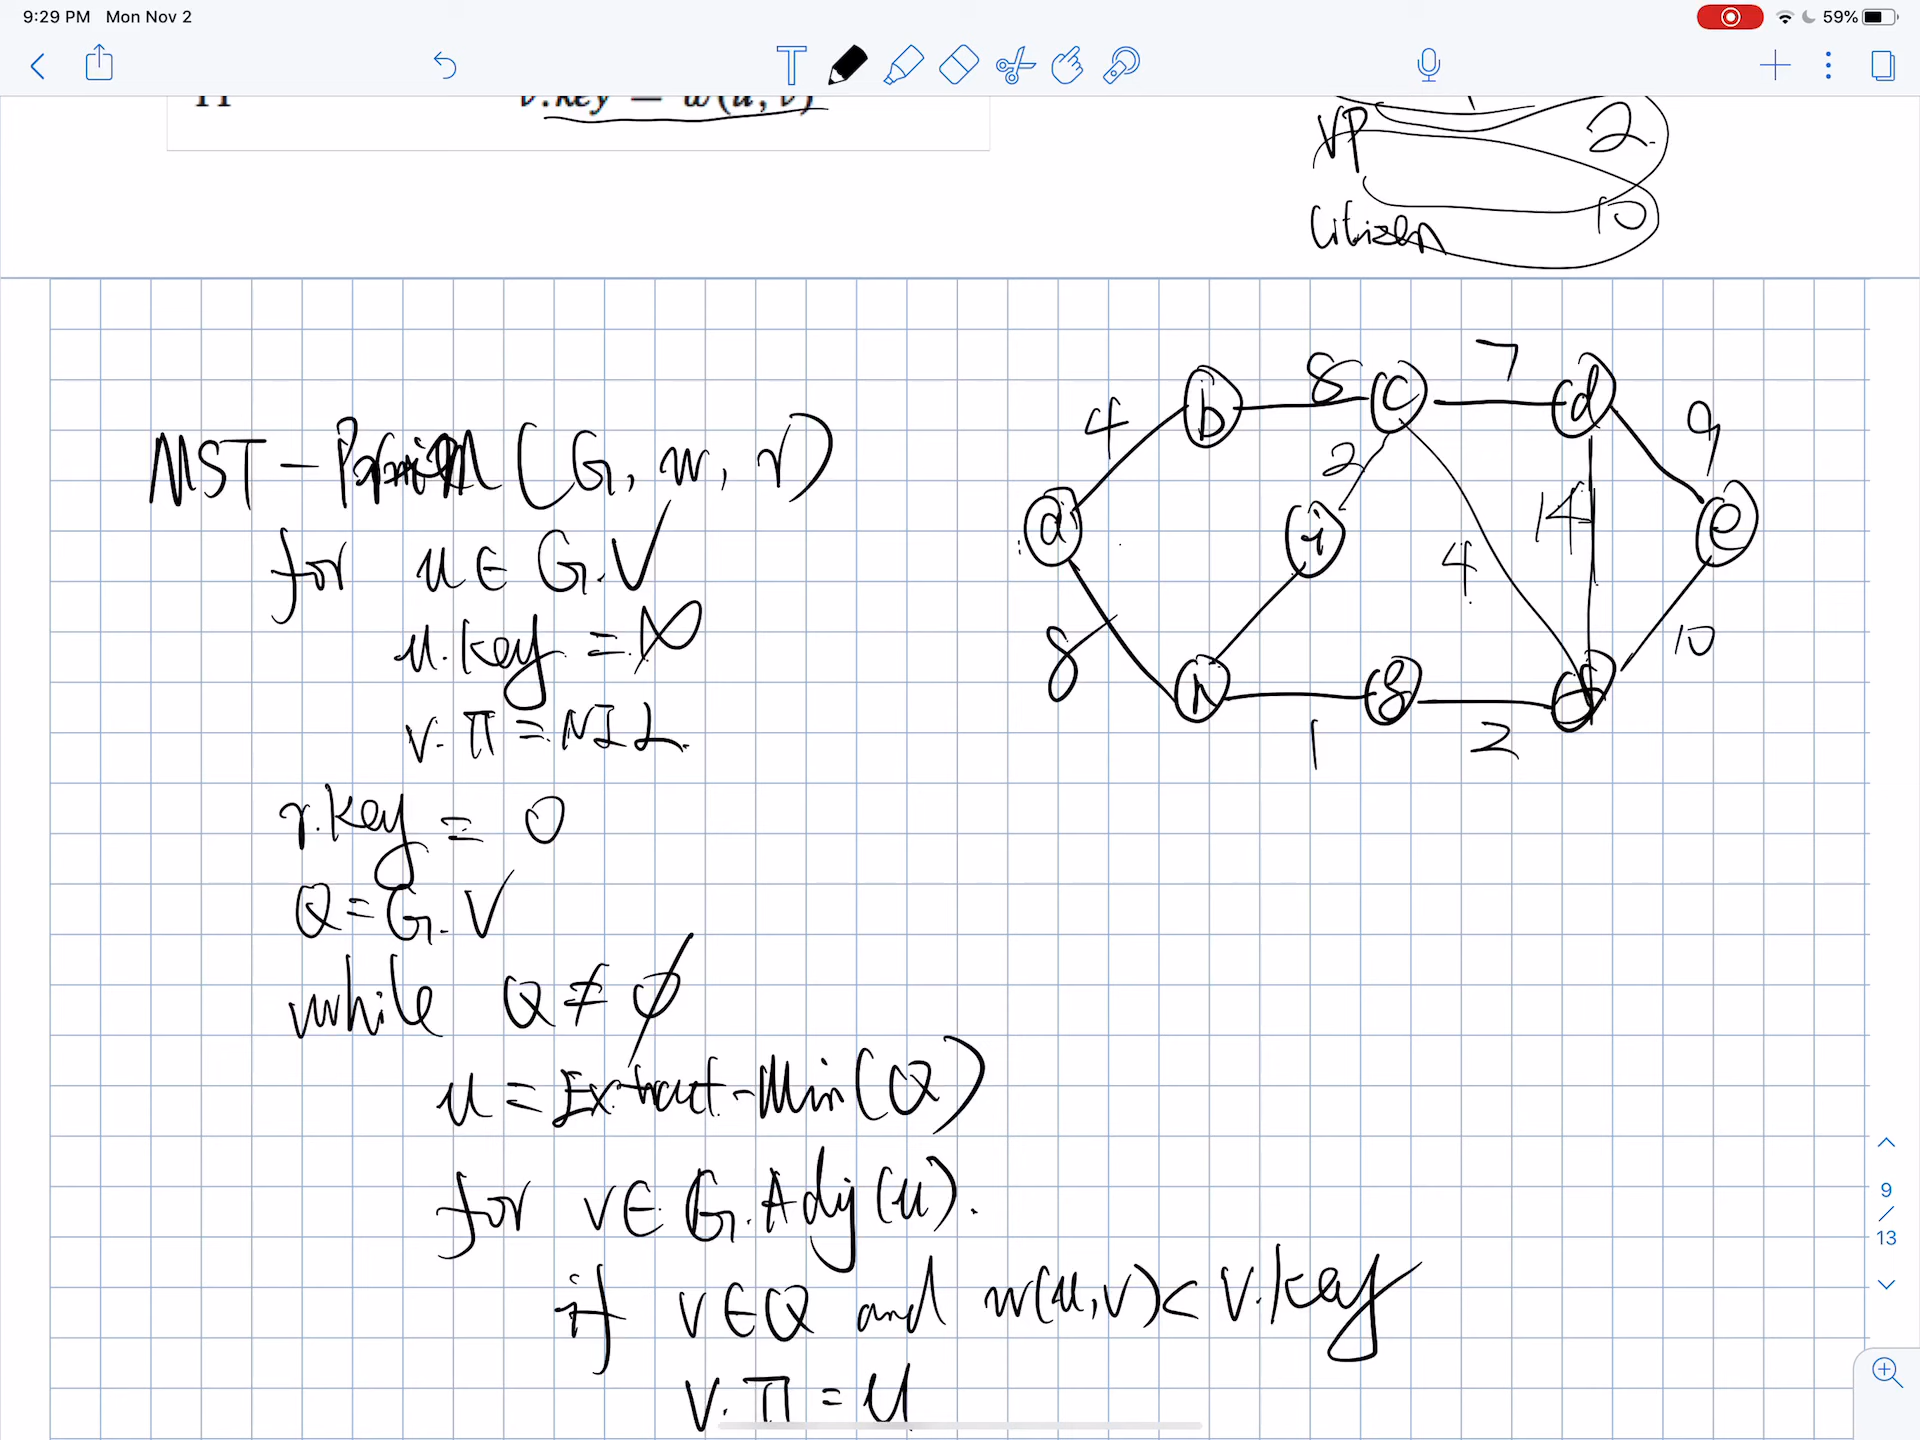 9:29 PM Mon Nov 2
59%
11 v.key = w(u, v)
VP 2
Citizen 10
MST-Prim (G, w, r)
for u ∈ G.V
u.key = ∞
v.π = NIL
r.key = 0
Q = G.V
while Q ≠ ∅
u = Extract-Min(Q)
for v ∈ G.Adj(u).
if v ∈ Q and w(u,v) < v.key
v.π = u
b 8 c 7 d
4 9
2
a i 4 14 e
8 10
h g f
1 2
9
/
13